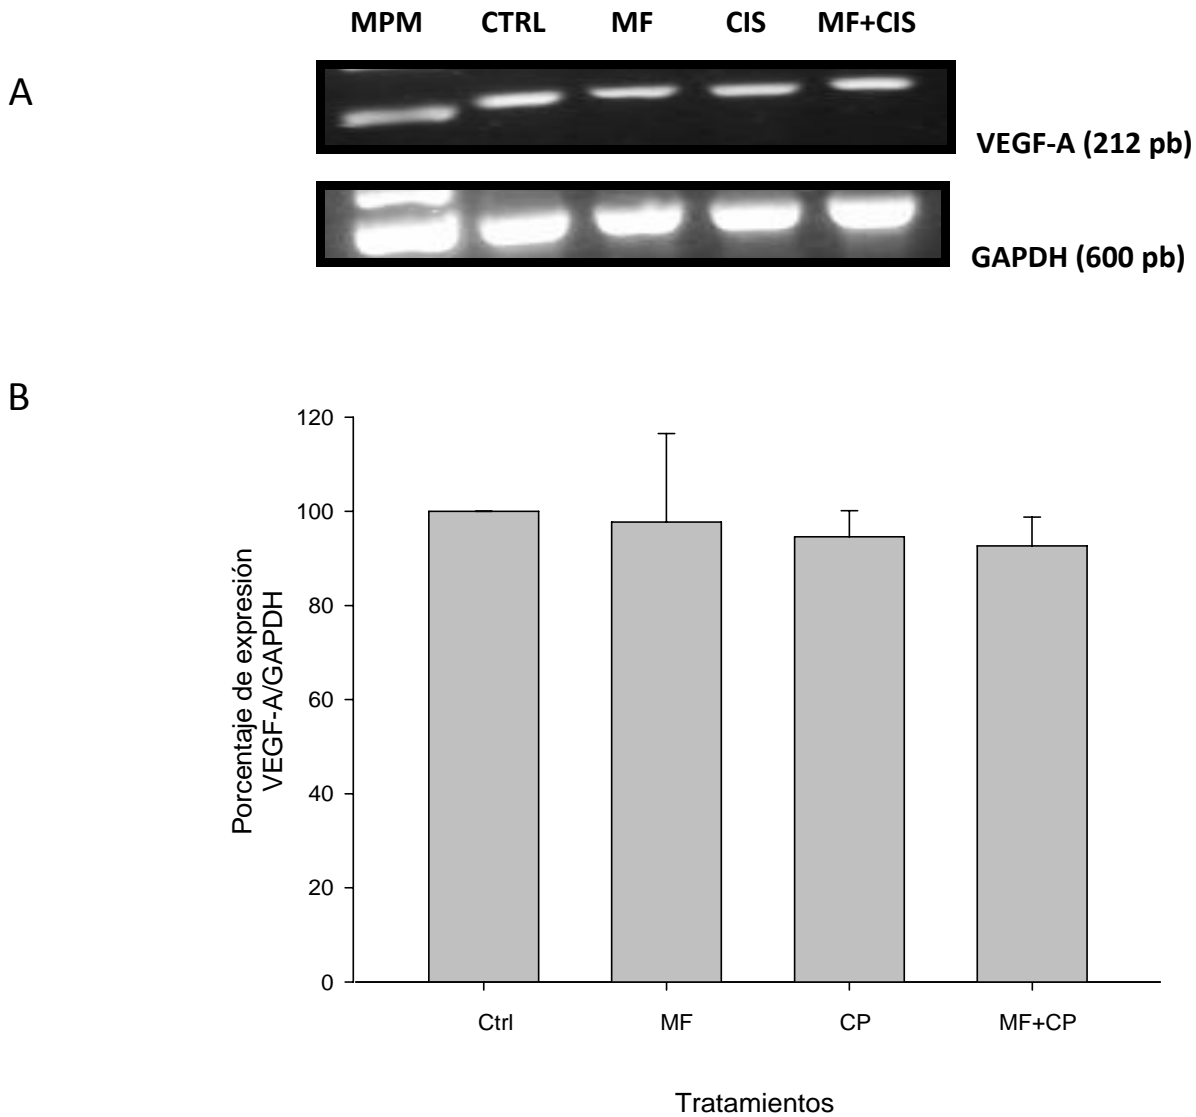 MPM CTRL MF CIS MF+CIS
A
VEGF-A (212 pb)
GAPDH (600 pb)
B
120
100
80
60
40
20
0
Porcentaje de expresión
VEGF-A/GAPDH
Ctrl MF CP MF+CP
Tratamientos